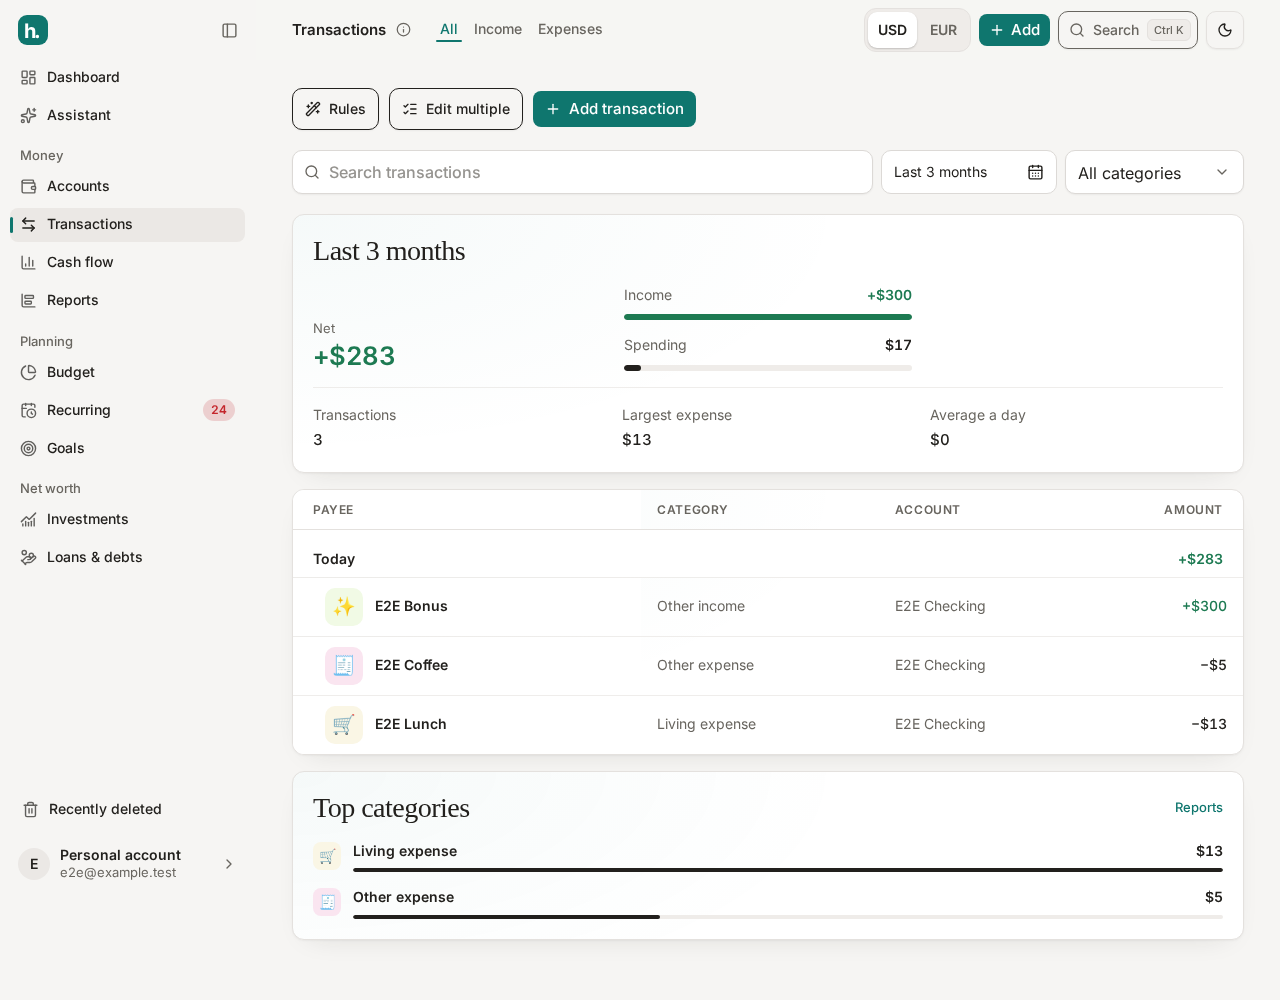 h.
Transactions
All
Income
Expenses
USD
EUR
Add
Search
Ctrl K
Dashboard
Assistant
Money
Accounts
Transactions
Cash flow
Reports
Planning
Budget
Recurring
24
Goals
Net worth
Investments
Loans & debts
Recently deleted
E
Personal account
e2e@example.test
Rules
Edit multiple
Add transaction
Search transactions
Last 3 months
All categories
Last 3 months
Net
+$283
Income
+$300
Spending
$17
Transactions
3
Largest expense
$13
Average a day
$0
PAYEE CATEGORY ACCOUNT AMOUNT
Today +$283
E2E Bonus Other income E2E Checking +$300
E2E Coffee Other expense E2E Checking −$5
E2E Lunch Living expense E2E Checking −$13
Top categories
Reports
Living expense $13
Other expense $5